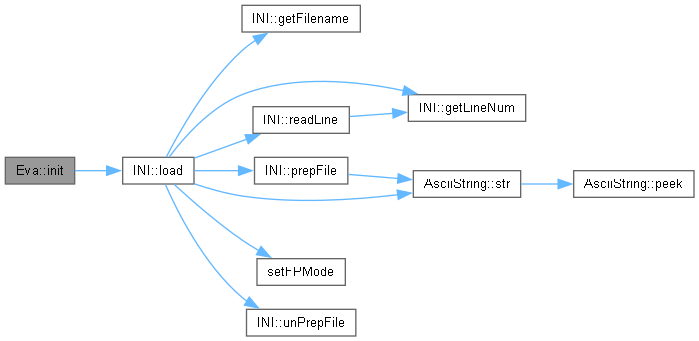 INI::getFilename
INI::getLineNum
INI::readLine
Eva::init
INI::load
INI::prepFile
AsciiString::str
AsciiString::peek
setFPMode
INI::unPrepFile